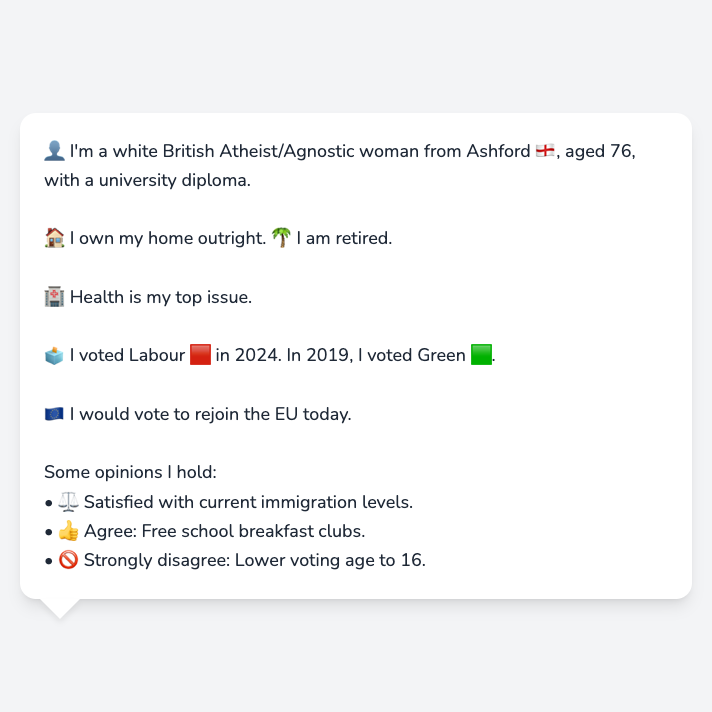 👤 I'm a white British Atheist/Agnostic woman from Ashford 🏴󠁧󠁢󠁥󠁮󠁧󠁿, aged 76,
with a university diploma.
🏠 I own my home outright. 🌴 I am retired.
🏥 Health is my top issue.
🗳️ I voted Labour 🟥 in 2024. In 2019, I voted Green 🟩.
🇪🇺 I would vote to rejoin the EU today.
Some opinions I hold:
• ⚖️ Satisfied with current immigration levels.
• 👍 Agree: Free school breakfast clubs.
• 🚫 Strongly disagree: Lower voting age to 16.